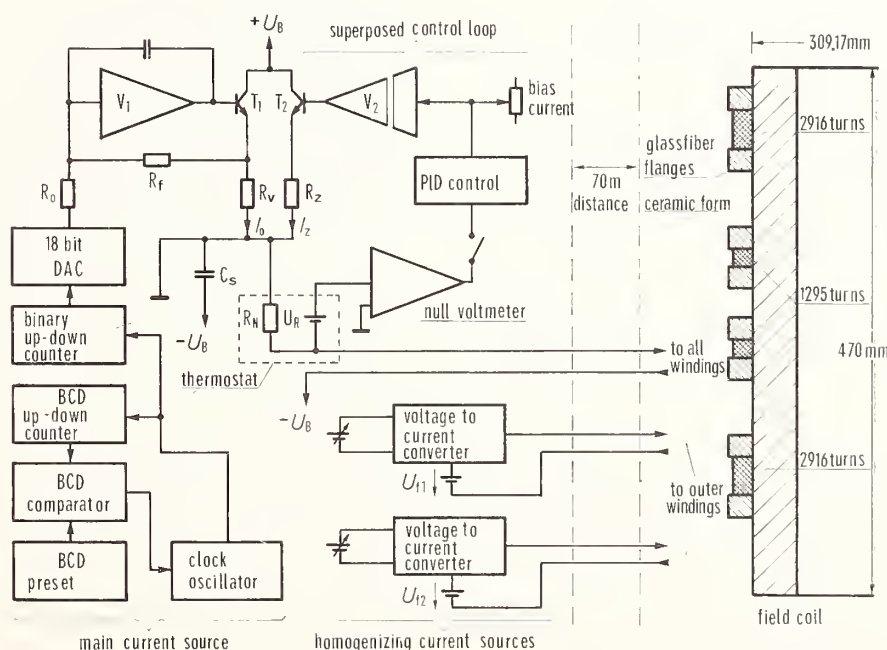 +U_B
superposed control loop
309,17mm
V_1
T_1
T_2
V_2
bias
current
2916 turns
glassfiber
flanges
R_0
R_f
R_v
R_z
PID control
70m
distance
ceramic form
I_0
I_z
18 bit
DAC
C_s
binary
up-down
counter
R_N
U_R
null voltmeter
1295 turns
-U_B
thermostat
to all
windings
470mm
BCD
up-down
counter
-U_B
voltage to
current
converter
U_f1
2916 turns
BCD
comparator
to outer
windings
BCD
preset
clock
oscillator
voltage to
current
converter
U_f2
field coil
main current source
homogenizing current sources